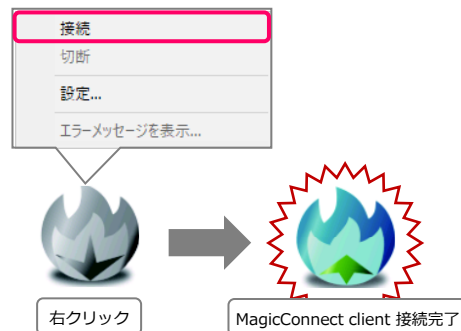 接続
切断
設定...
エラーメッセージを表示...
右クリック
MagicConnect client 接続完了